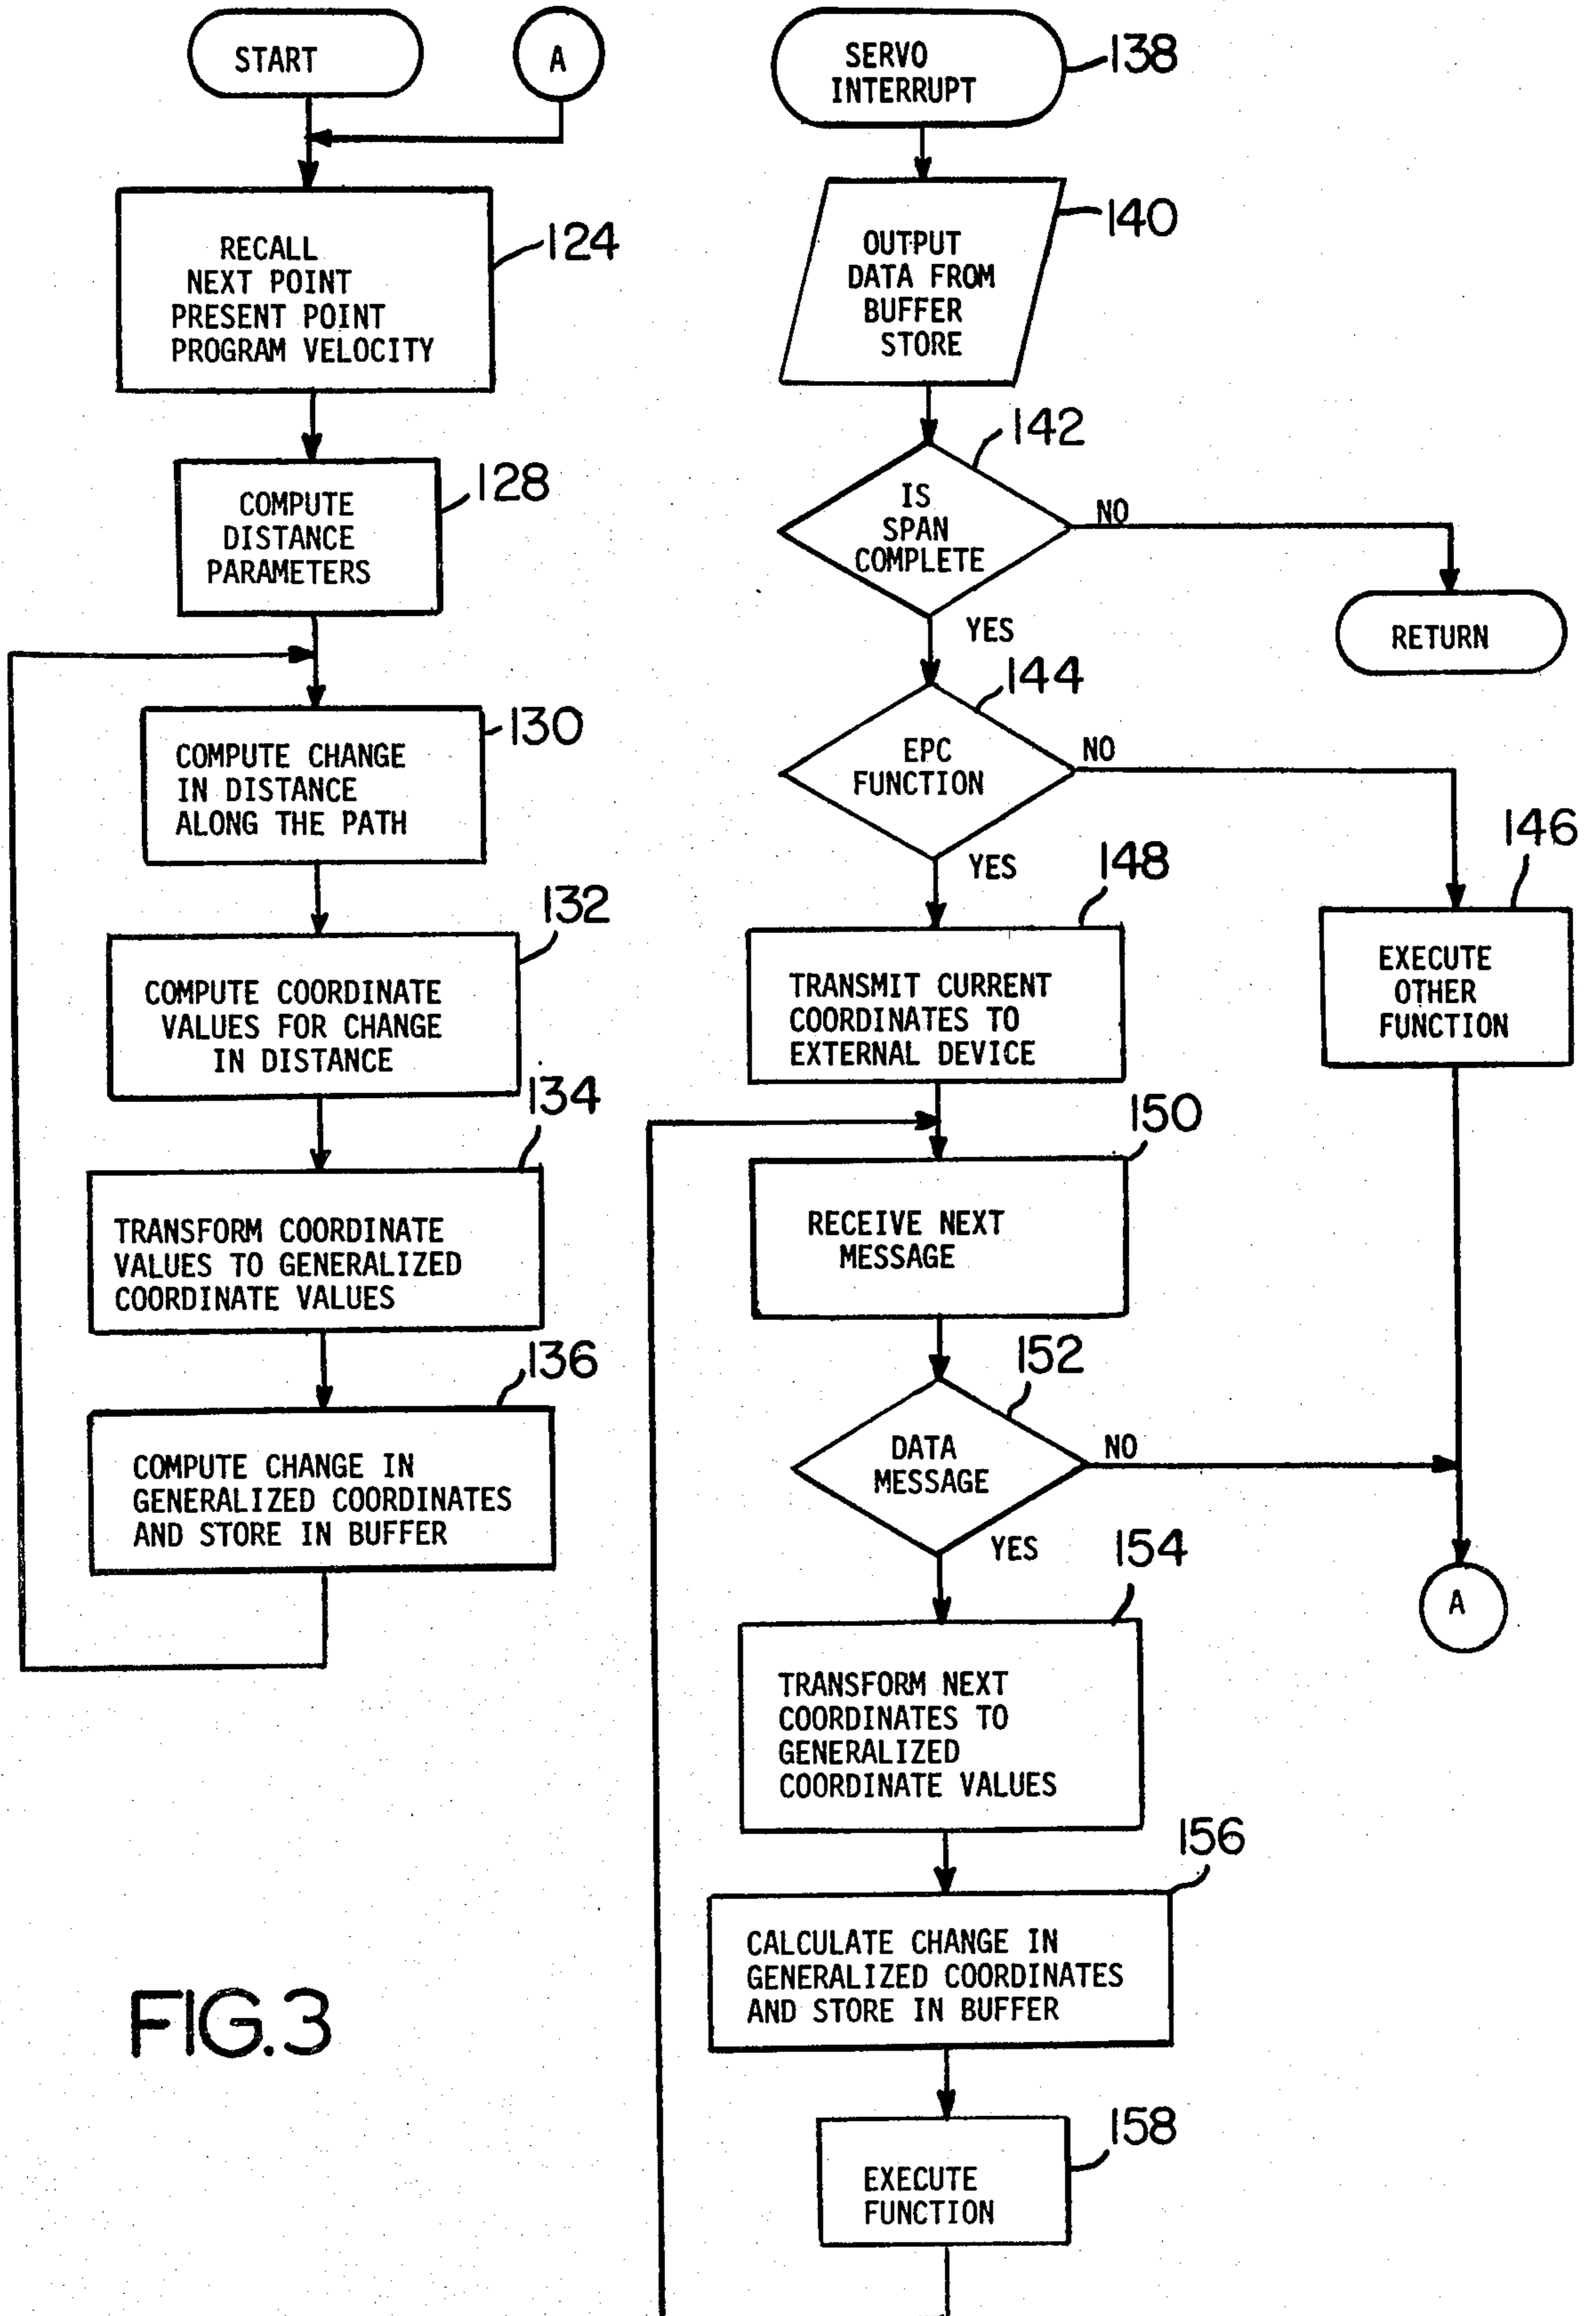 START
A
RECALL
NEXT POINT
PRESENT POINT
PROGRAM VELOCITY
124
COMPUTE
DISTANCE
PARAMETERS
128
COMPUTE CHANGE
IN DISTANCE
ALONG THE PATH
130
COMPUTE COORDINATE
VALUES FOR CHANGE
IN DISTANCE
132
TRANSFORM COORDINATE
VALUES TO GENERALIZED
COORDINATE VALUES
134
COMPUTE CHANGE IN
GENERALIZED COORDINATES
AND STORE IN BUFFER
136
FIG.3
SERVO
INTERRUPT
138
OUTPUT
DATA FROM
BUFFER
STORE
140
IS
SPAN
COMPLETE
142
NO
RETURN
YES
EPC
FUNCTION
144
NO
EXECUTE
OTHER
FUNCTION
146
YES
TRANSMIT CURRENT
COORDINATES TO
EXTERNAL DEVICE
148
RECEIVE NEXT
MESSAGE
150
DATA
MESSAGE
152
NO
A
YES
TRANSFORM NEXT
COORDINATES TO
GENERALIZED
COORDINATE VALUES
154
CALCULATE CHANGE IN
GENERALIZED COORDINATES
AND STORE IN BUFFER
156
EXECUTE
FUNCTION
158